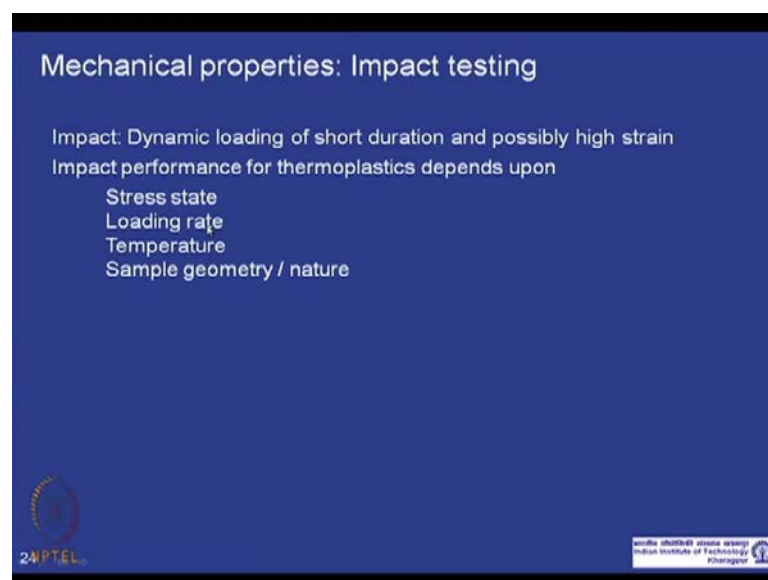 Mechanical properties: Impact testing
Impact: Dynamic loading of short duration and possibly high strain
Impact performance for thermoplastics depends upon
Stress state
Loading rate
Temperature
Sample geometry / nature
24
NPTEL
Indian Institute of Technology
Kharagpur